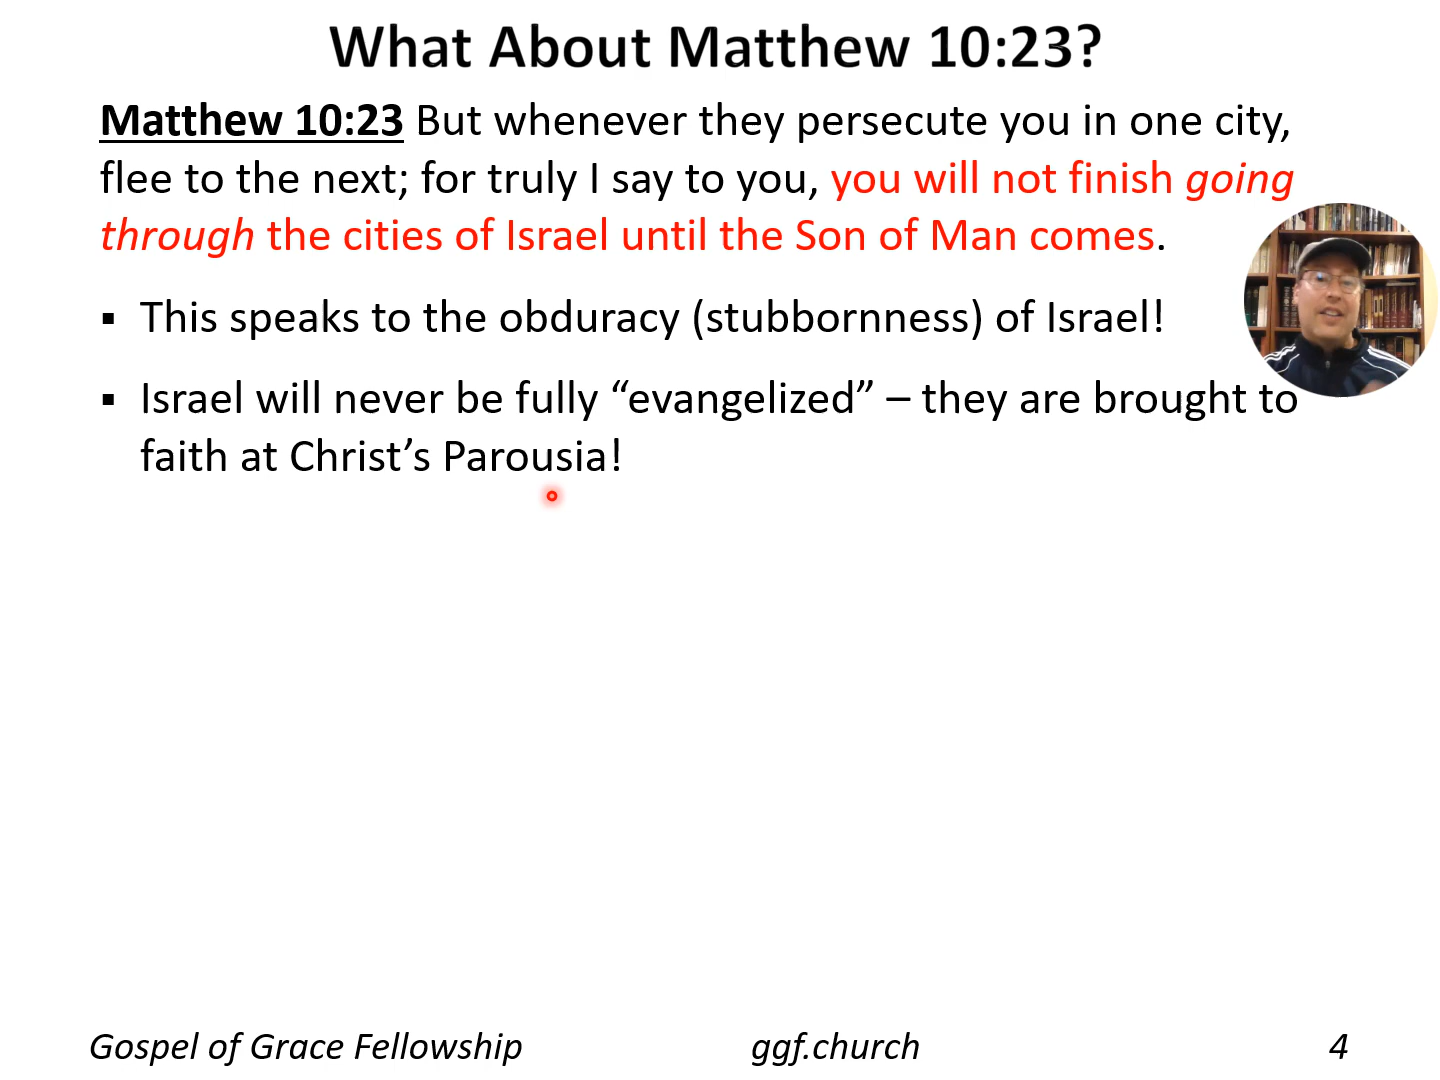 What About Matthew 10:23?
Matthew 10:23 But whenever they persecute you in one city,
flee to the next; for truly I say to you, you will not finish going
through the cities of Israel until the Son of Man comes.
▪ This speaks to the obduracy (stubbornness) of Israel!
▪ Israel will never be fully “evangelized” – they are brought to
faith at Christ’s Parousia!
Gospel of Grace Fellowship ggf.church 4